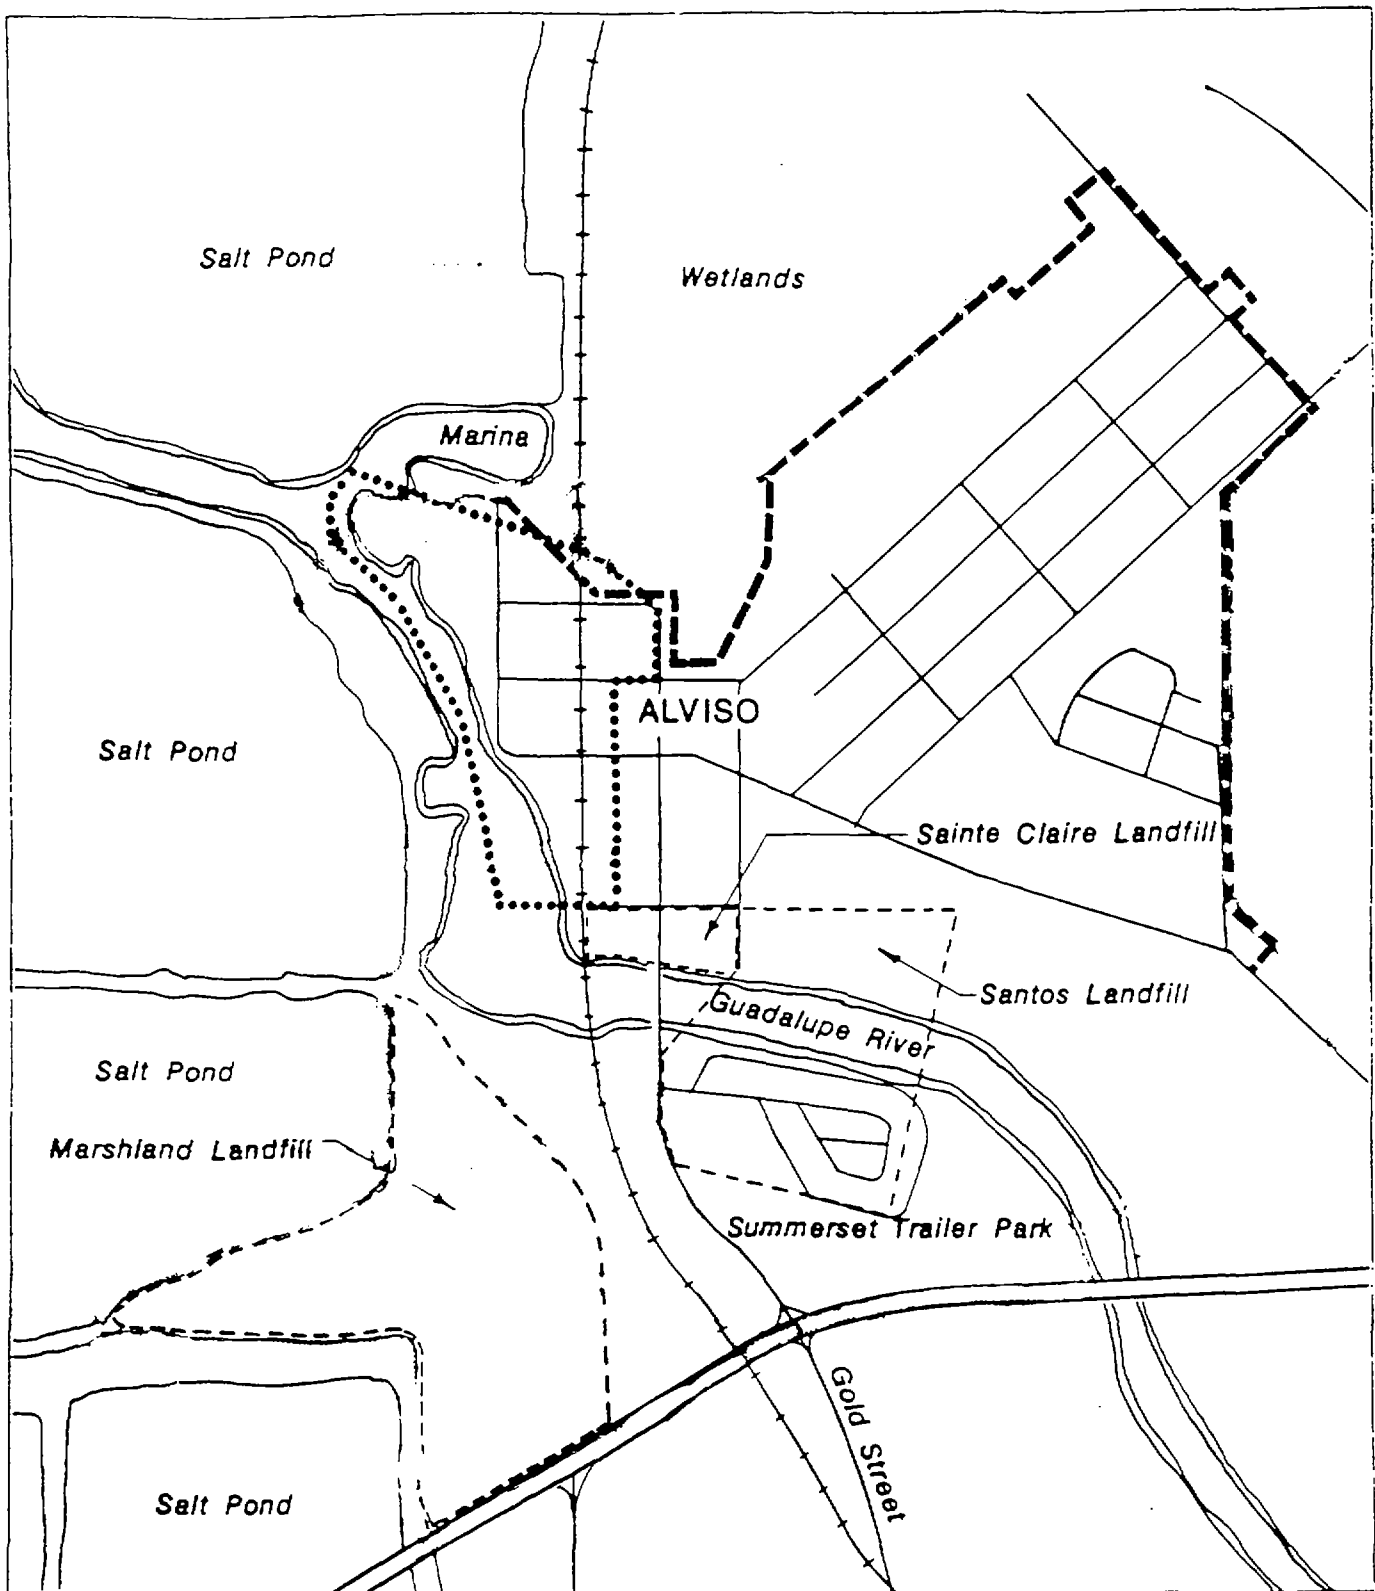 Salt Pond
Wetlands
Marina
ALVISO
Salt Pond
Sainte Claire Landfill
Santos Landfill
Guadalupe River
Salt Pond
Marshland Landfill
Summerset Trailer Park
Gold Street
Salt Pond